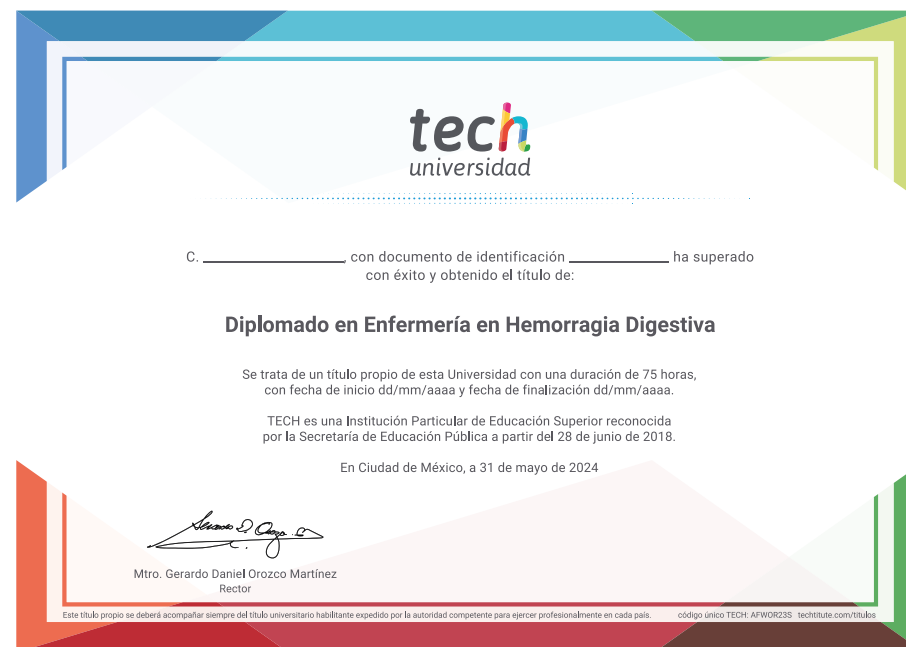 tech
universidad
C. ____________, con documento de identificación ____________ ha superado
con éxito y obtenido el título de:
Diplomado en Enfermería en Hemorragia Digestiva
Se trata de un título propio de esta Universidad con una duración de 75 horas,
con fecha de inicio dd/mm/aaaa y fecha de finalización dd/mm/aaaa.
TECH es una Institución Particular de Educación Superior reconocida
por la Secretaría de Educación Pública a partir del 28 de junio de 2018.
En Ciudad de México, a 31 de mayo de 2024
Mtro. Gerardo Daniel Orozco Martínez
Rector
Este título propio se deberá acompañar siempre del título universitario habilitante expedido por la autoridad competente para ejercer profesionalmente en cada país. código único TECH: AFWOR23S techtitute.com/titulos